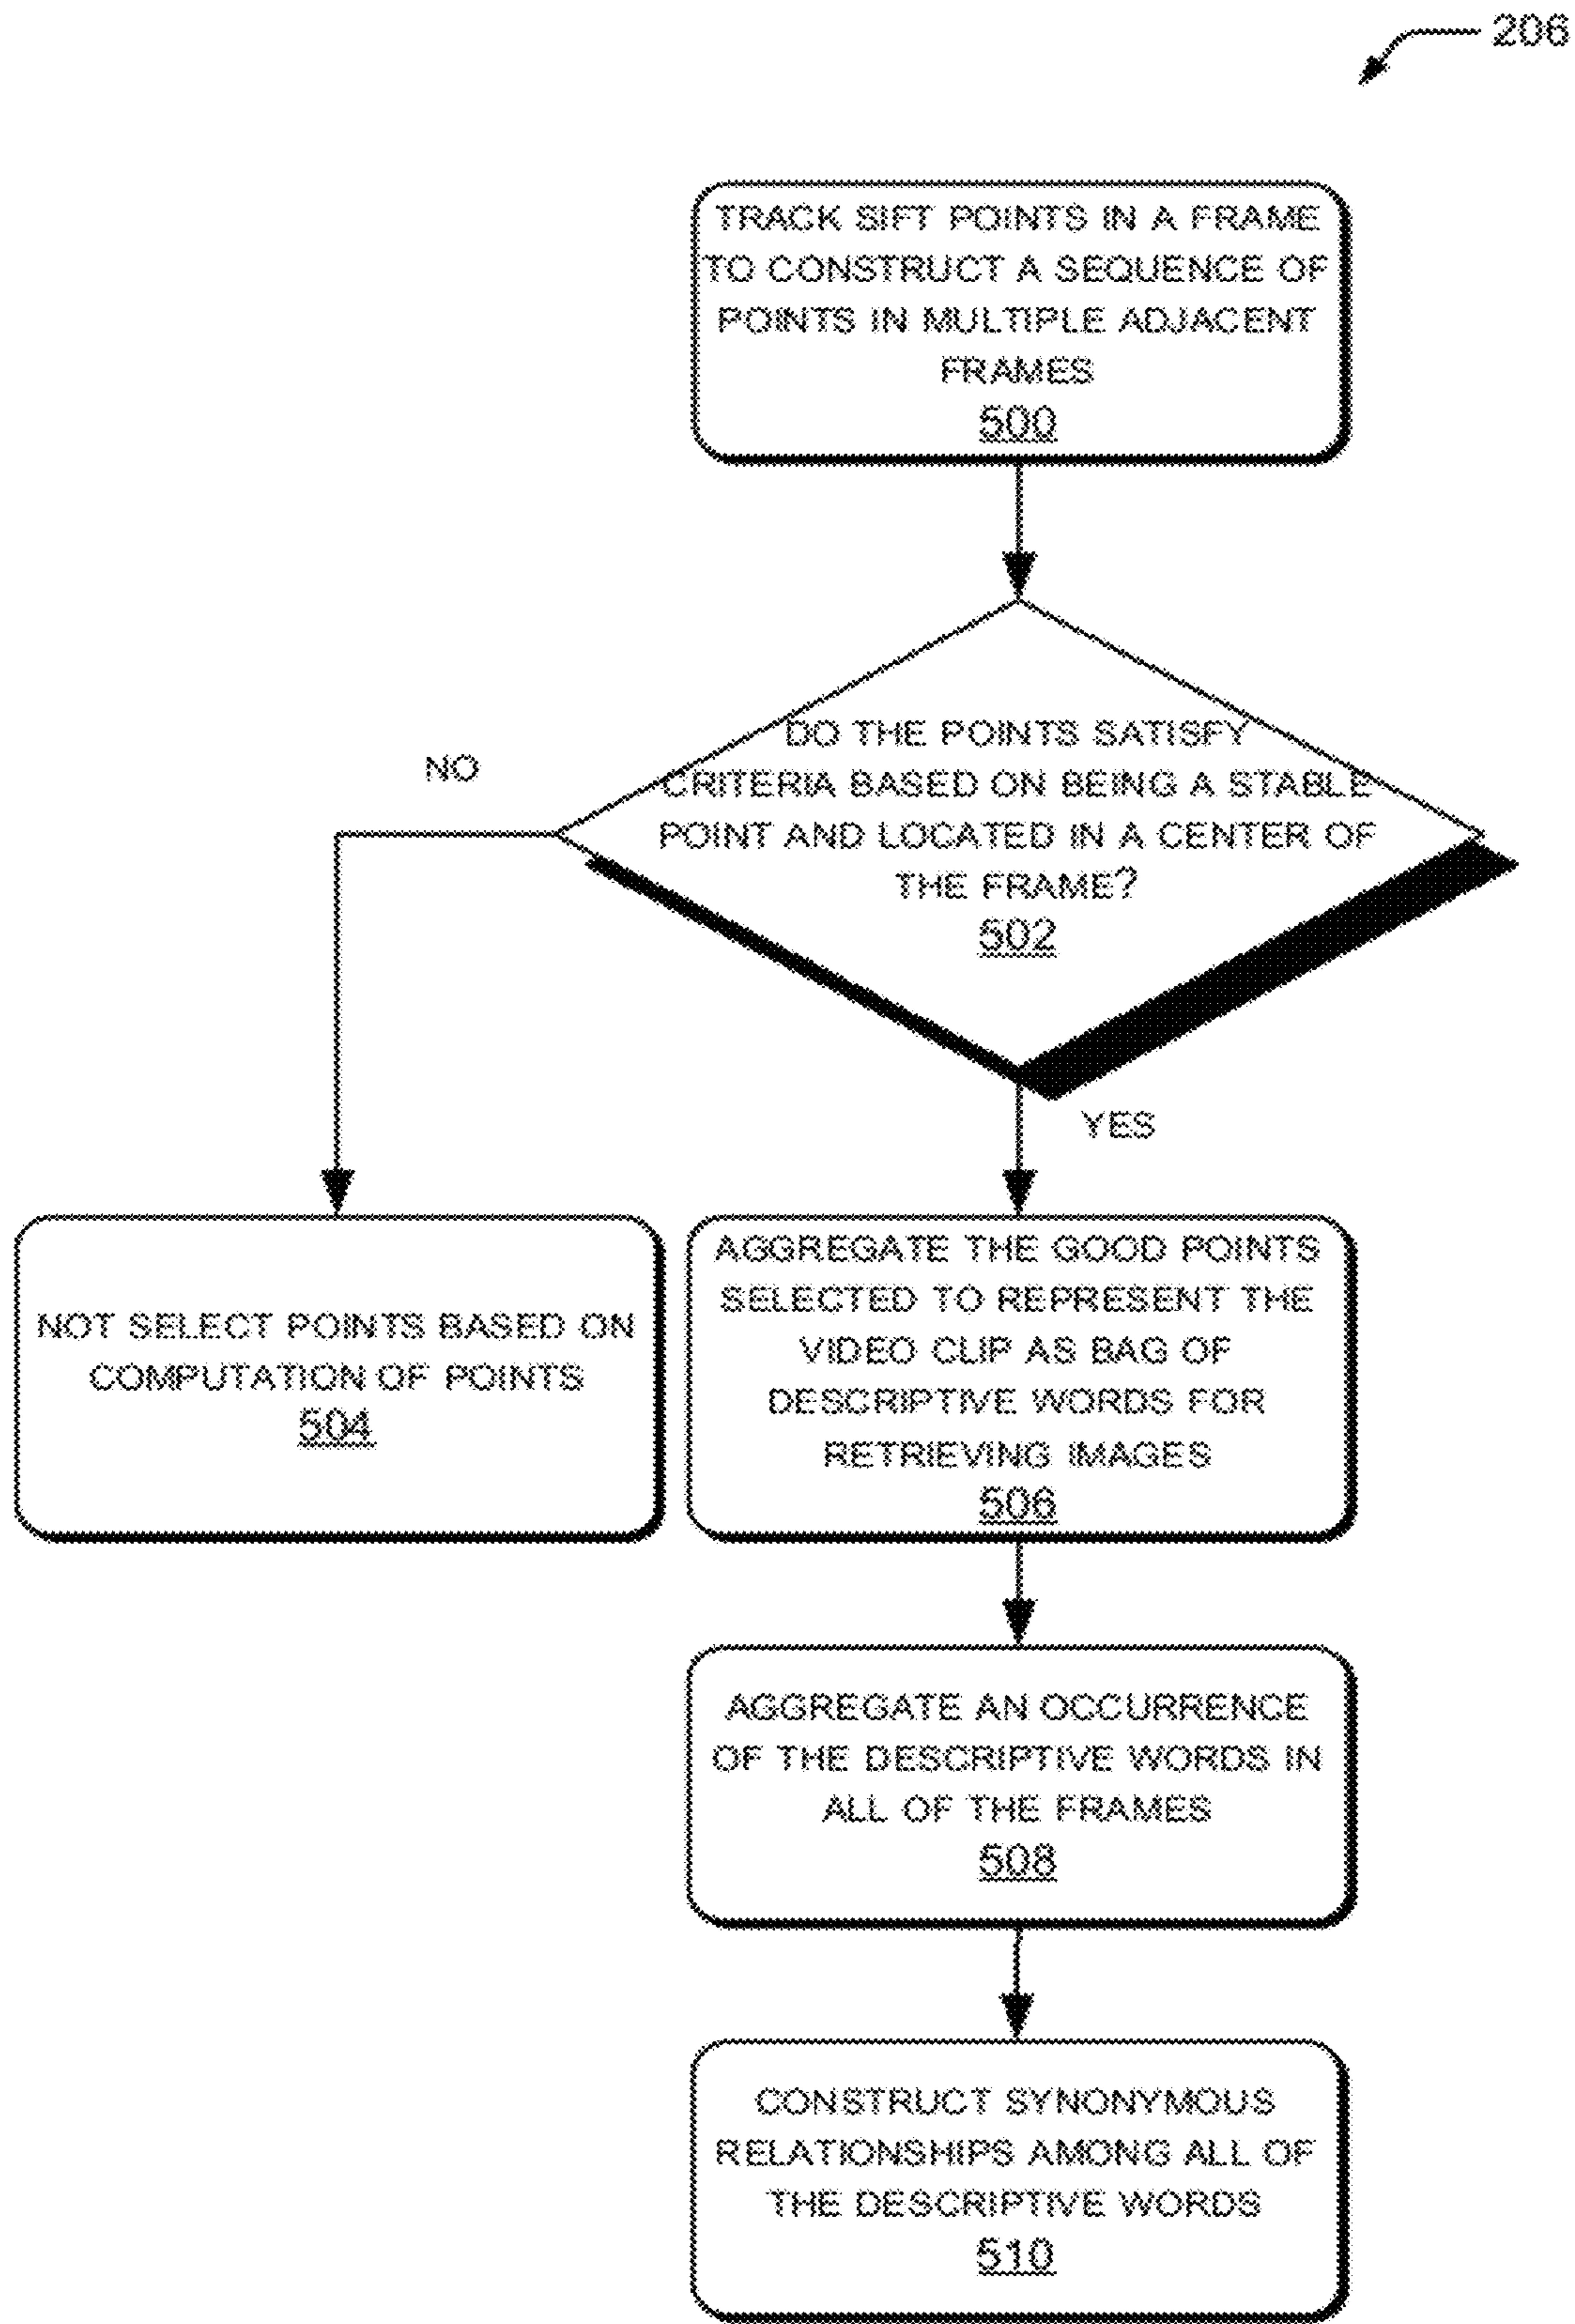 206
TRACK SIFT POINTS IN A FRAME
TO CONSTRUCT A SEQUENCE OF
POINTS IN MULTIPLE ADJACENT
FRAMES
500
DO THE POINTS SATISFY
CRITERIA BASED ON BEING A STABLE
POINT AND LOCATED IN A CENTER OF
THE FRAME?
502
NO
YES
NOT SELECT POINTS BASED ON
COMPUTATION OF POINTS
504
AGGREGATE THE GOOD POINTS
SELECTED TO REPRESENT THE
VIDEO CLIP AS BAG OF
DESCRIPTIVE WORDS FOR
RETRIEVING IMAGES
506
AGGREGATE AN OCCURRENCE
OF THE DESCRIPTIVE WORDS IN
ALL OF THE FRAMES
508
CONSTRUCT SYNONYMOUS
RELATIONSHIPS AMONG ALL OF
THE DESCRIPTIVE WORDS
510